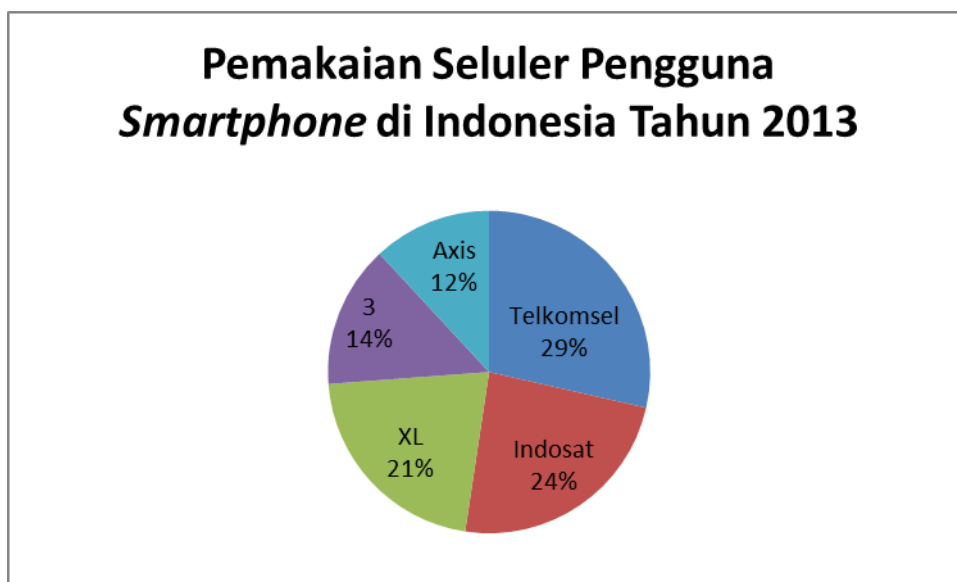 Pemakaian Seluler Pengguna
Smartphone di Indonesia Tahun 2013
Axis
12%
Telkomsel
29%
3
14%
XL
21%
Indosat
24%